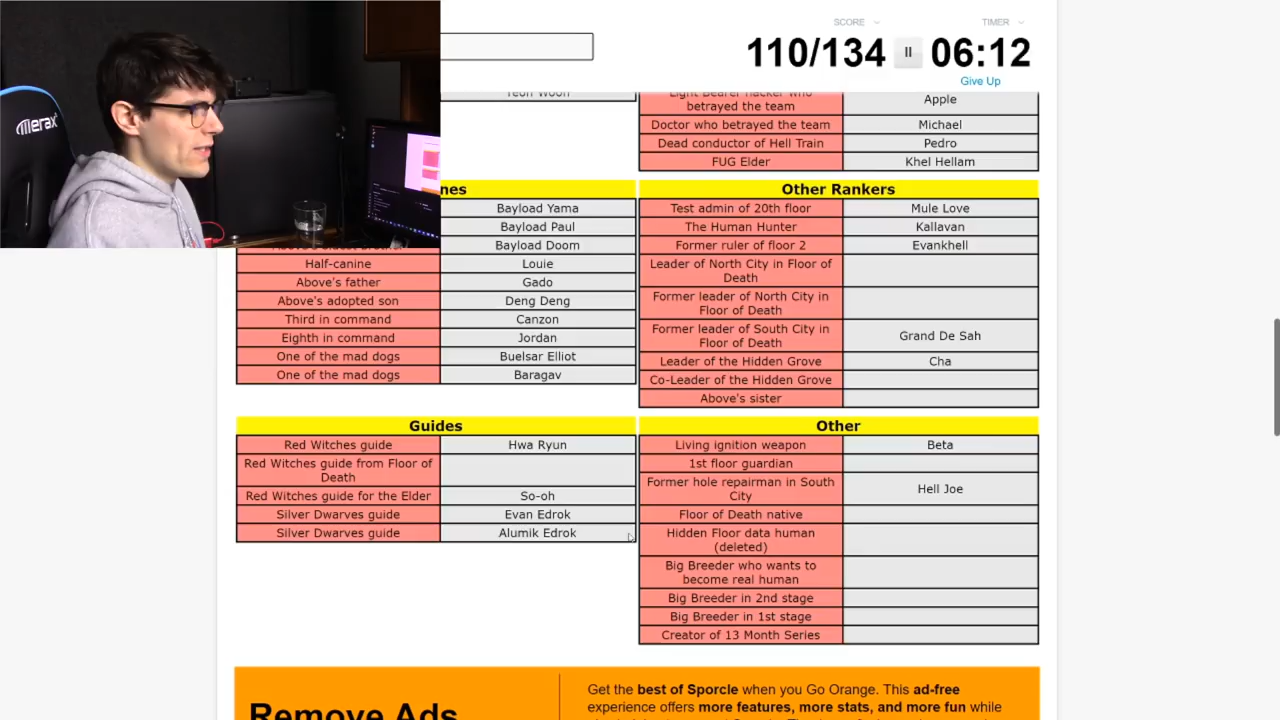 merax
SCORE
TIMER
110/134
06:12
Give Up
Yeon Woon
betrayed the team
Apple
Doctor who betrayed the team
Michael
Dead conductor of Hell Train
Pedro
FUG Elder
Khel Hellam
nes
Bayload Yama
Bayload Paul
Bayload Doom
Half-canine
Louie
Above's father
Gado
Above's adopted son
Deng Deng
Third in command
Canzon
Eighth in command
Jordan
One of the mad dogs
Buelsar Elliot
One of the mad dogs
Baragav
Other Rankers
Test admin of 20th floor
Mule Love
The Human Hunter
Kallavan
Former ruler of floor 2
Evankhell
Leader of North City in Floor of
Death
Former leader of North City in
Floor of Death
Former leader of South City in
Floor of Death
Grand De Sah
Leader of the Hidden Grove
Cha
Co-Leader of the Hidden Grove
Above's sister
Guides
Red Witches guide
Hwa Ryun
Red Witches guide from Floor of
Death
Red Witches guide for the Elder
So-oh
Silver Dwarves guide
Evan Edrok
Silver Dwarves guide
Alumik Edrok
Other
Living ignition weapon
Beta
1st floor guardian
Former hole repairman in South
City
Hell Joe
Floor of Death native
Hidden Floor data human
(deleted)
Big Breeder who wants to
become real human
Big Breeder in 2nd stage
Big Breeder in 1st stage
Creator of 13 Month Series
Remove Ads
Get the best of Sporcle when you Go Orange. This ad-free
experience offers more features, more stats, and more fun while